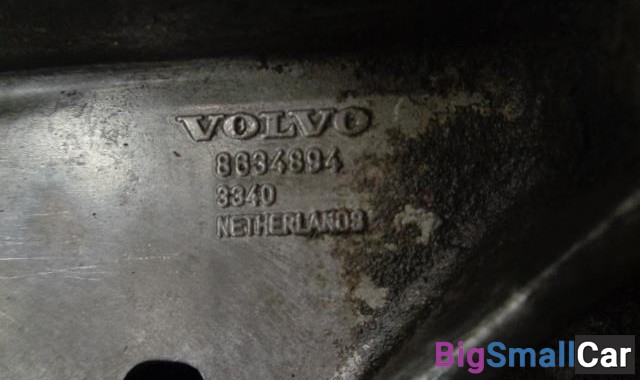 VOLVO
8634894
3340
NETHERLANDS
BigSmallCar